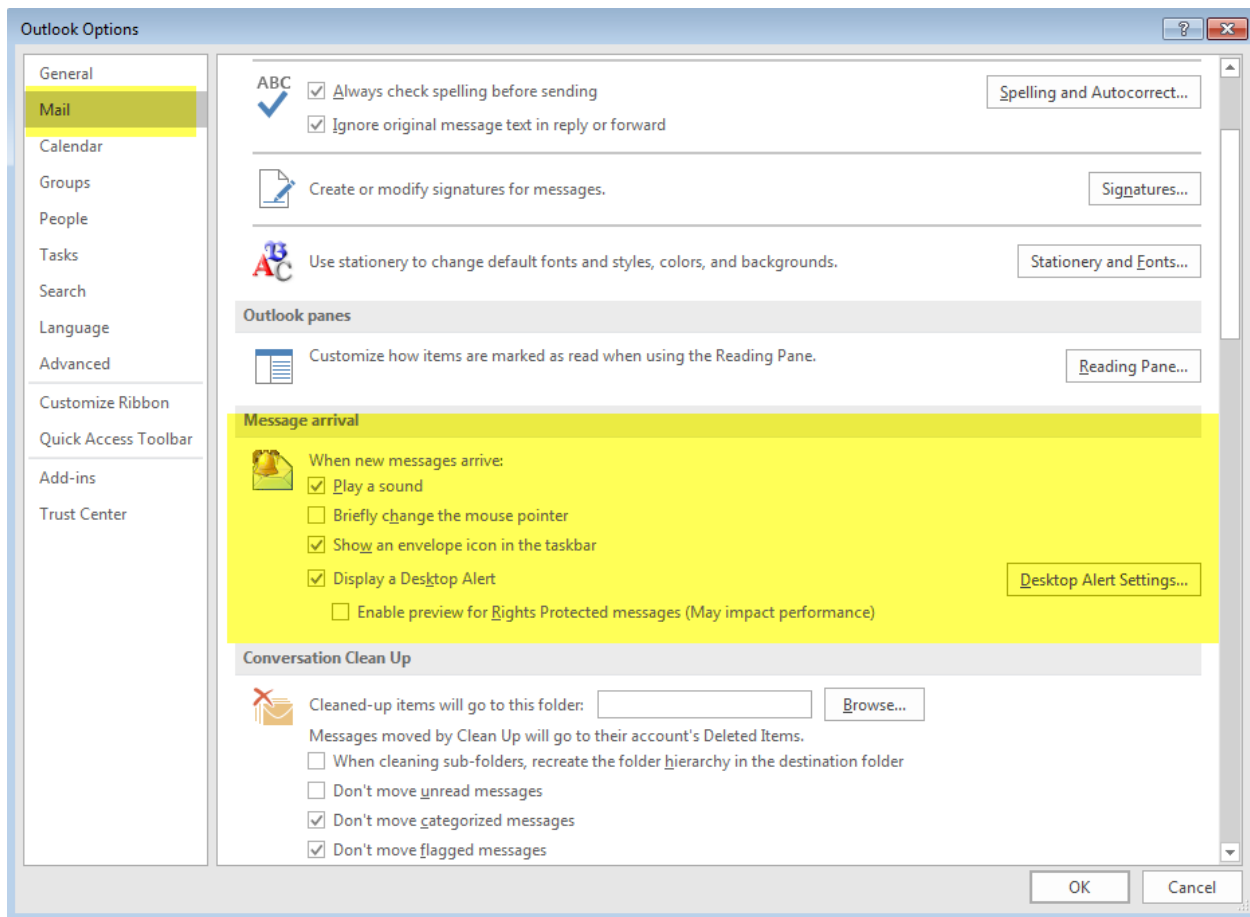 Outlook Options
General
Mail
Calendar
Groups
People
Tasks
Search
Language
Advanced
Customize Ribbon
Quick Access Toolbar
Add-ins
Trust Center
ABC
Always check spelling before sending
Spelling and Autocorrect...
Ignore original message text in reply or forward
Create or modify signatures for messages.
Signatures...
Use stationery to change default fonts and styles, colors, and backgrounds.
Stationery and Fonts...
Outlook panes
Customize how items are marked as read when using the Reading Pane.
Reading Pane...
Message arrival
When new messages arrive:
Play a sound
Briefly change the mouse pointer
Show an envelope icon in the taskbar
Display a Desktop Alert
Desktop Alert Settings...
Enable preview for Rights Protected messages (May impact performance)
Conversation Clean Up
Cleaned-up items will go to this folder:
Browse...
Messages moved by Clean Up will go to their account's Deleted Items.
When cleaning sub-folders, recreate the folder hierarchy in the destination folder
Don't move unread messages
Don't move categorized messages
Don't move flagged messages
OK
Cancel